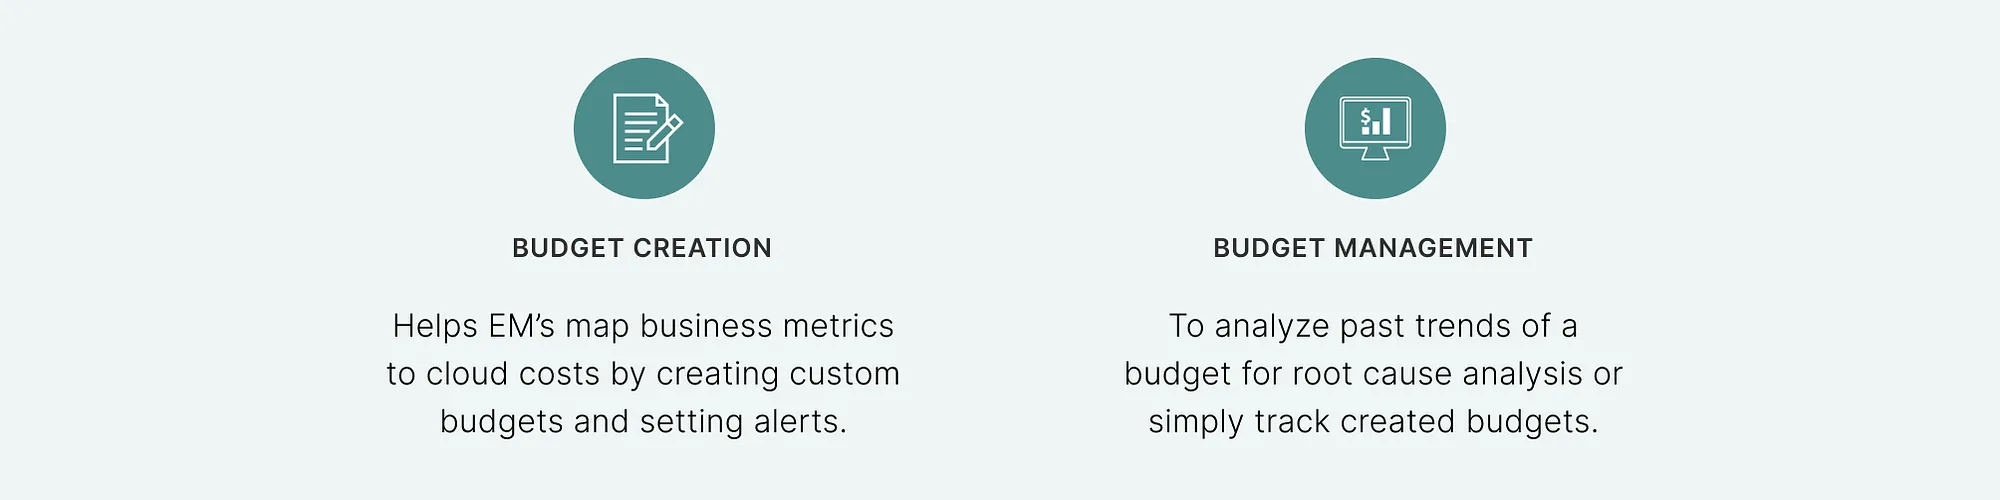 BUDGET CREATION
Helps EM’s map business metrics
to cloud costs by creating custom
budgets and setting alerts.
$
BUDGET MANAGEMENT
To analyze past trends of a
budget for root cause analysis or
simply track created budgets.